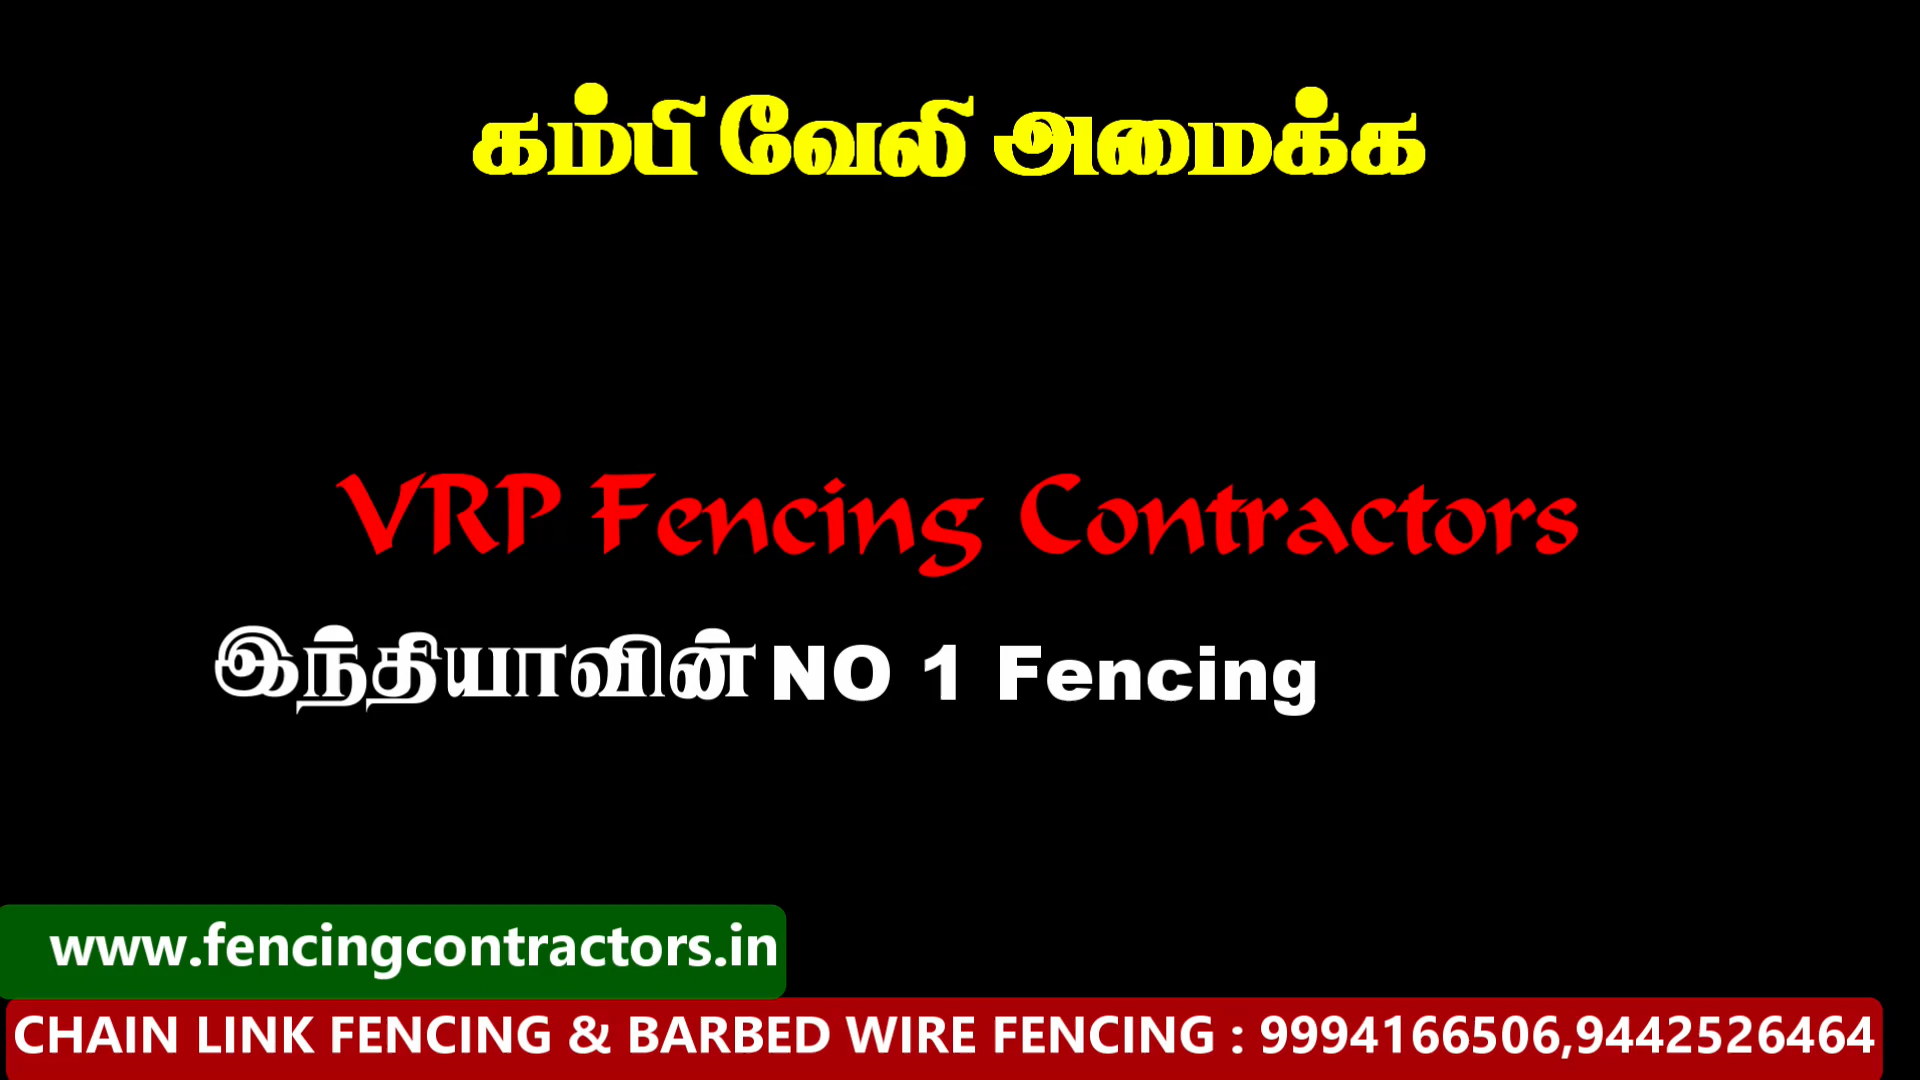 கம்பி வேலி அமைக்க
VRP Fencing Contractors
இந்தியாவின் NO 1 Fencing
www.fencingcontractors.in
CHAIN LINK FENCING & BARBED WIRE FENCING : 9994166506,9442526464